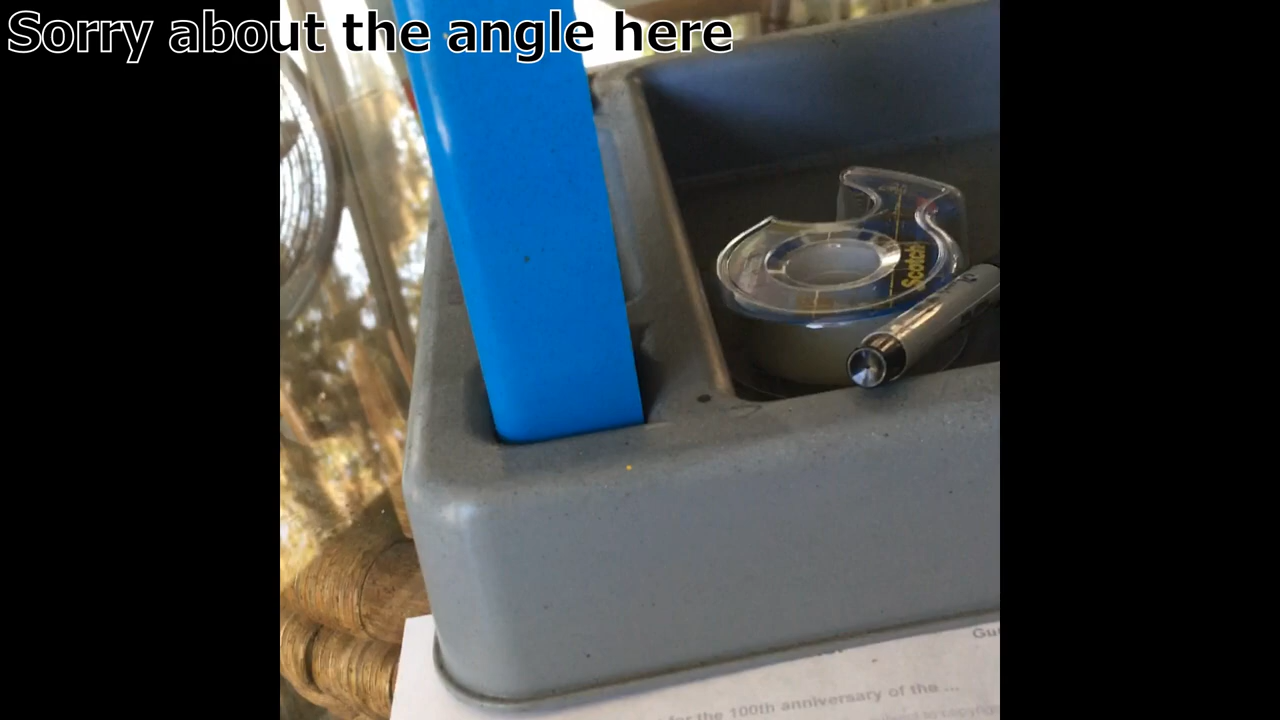 Sorry about the angle here
Scotch
for the 100th anniversary of the ...